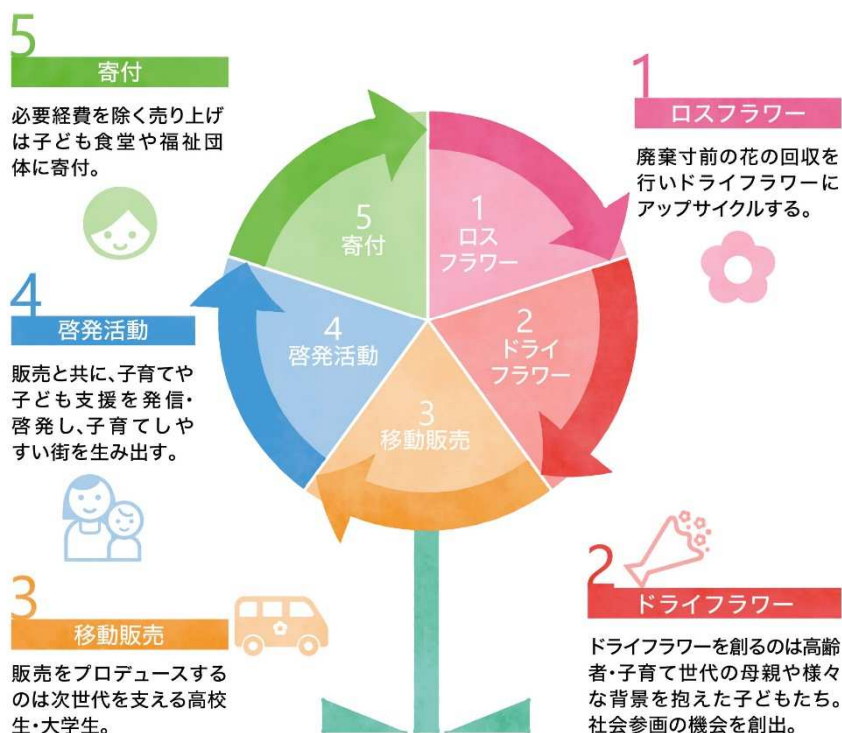 5
寄付
必要経費を除く売り上げ
は子ども食堂や福祉団
体に寄付。
1
ロスフラワー
廃棄寸前の花の回収を
行いドライフラワーに
アップサイクルする。
5
寄付
1
ロス
フラワー
4
啓発活動
2
ドライ
フラワー
3
移動販売
4
啓発活動
販売と共に、子育てや
子ども支援を発信・
啓発し、子育てしや
すい街を生み出す。
3
移動販売
販売をプロデュースする
のは次世代を支える高校
生・大学生。
2
ドライフラワー
ドライフラワーを創るのは高齢
者・子育て世代の母親や様々
な背景を抱えた子どもたち。
社会参画の機会を創出。